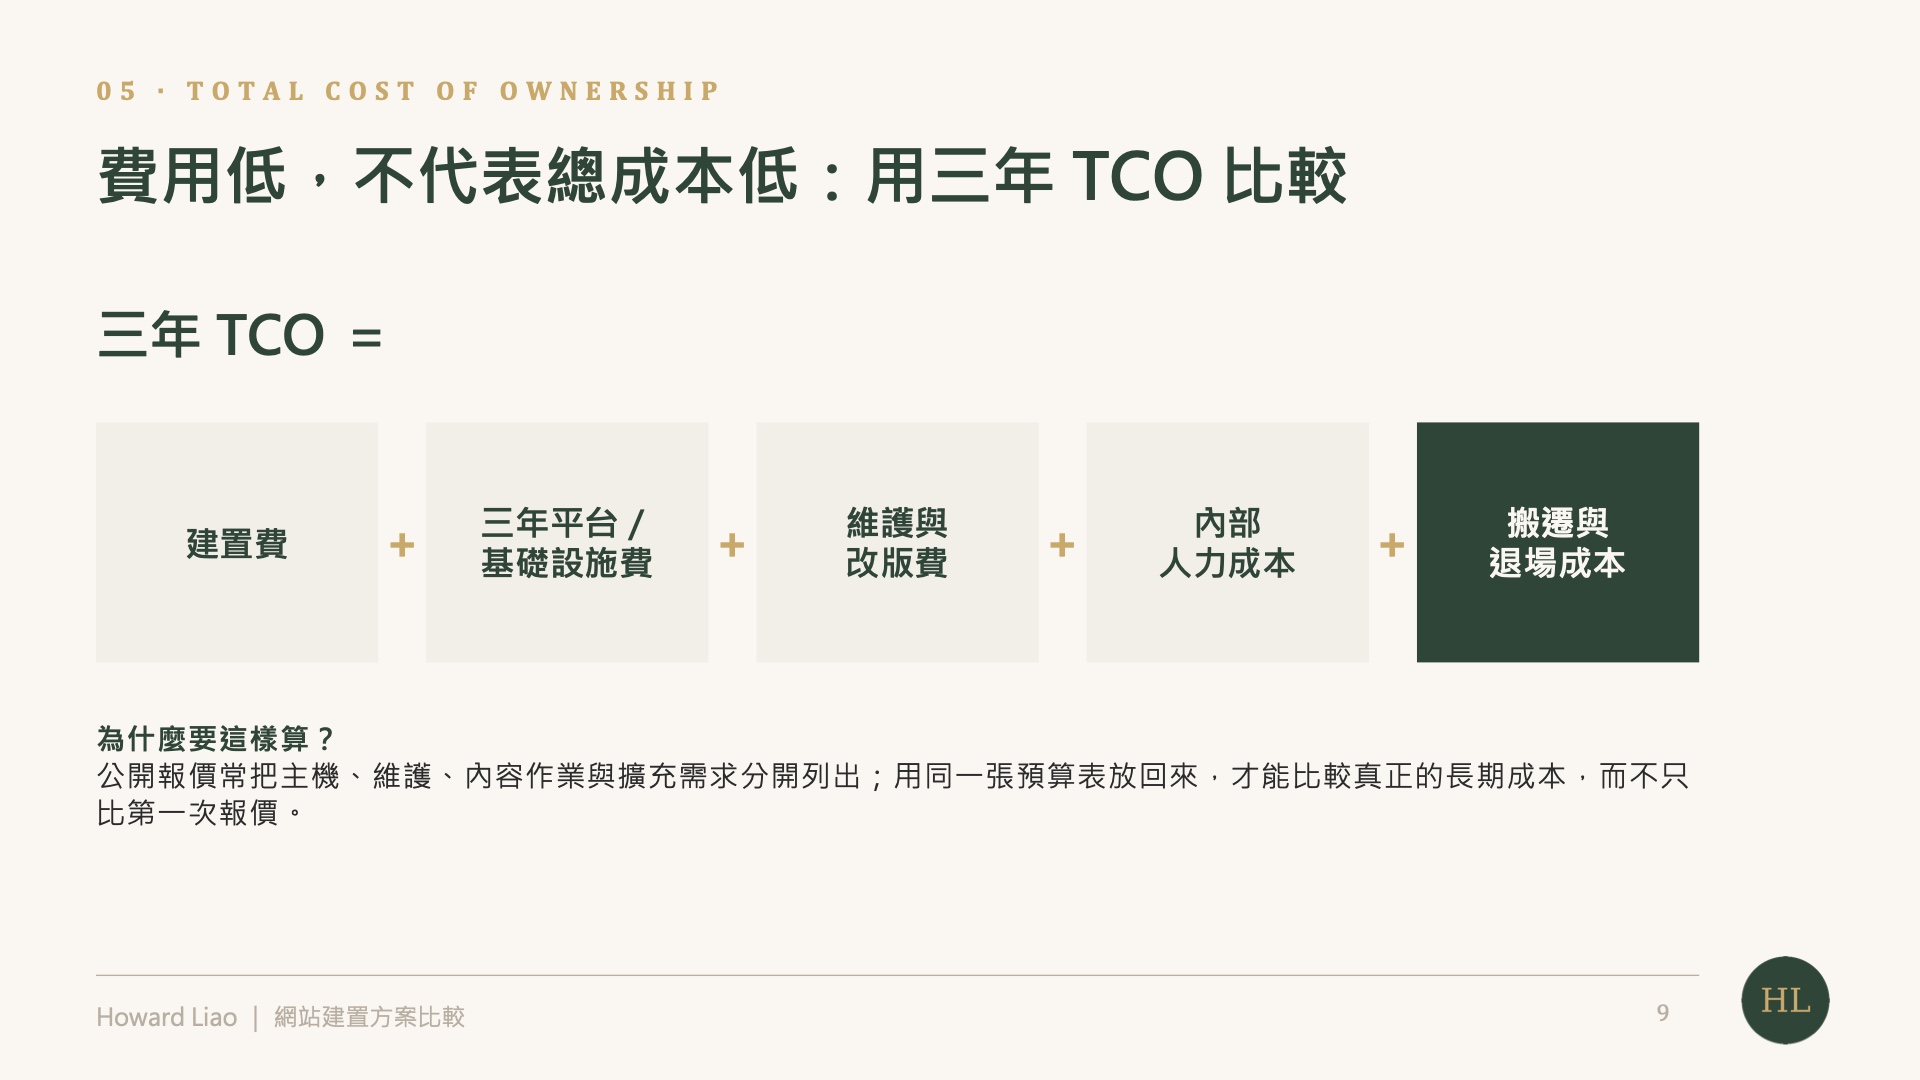 05 · TOTAL COST OF OWNERSHIP
費用低，不代表總成本低：用三年 TCO 比較
三年 TCO =
建置費
+
三年平台 /
基礎設施費
+
維護與
改版費
+
內部
人力成本
+
搬遷與
退場成本
為什麼要這樣算？
公開報價常把主機、維護、內容作業與擴充需求分開列出；用同一張預算表放回來，才能比較真正的長期成本，而不只
比第一次報價。
Howard Liao | 網站建置方案比較
9
HL